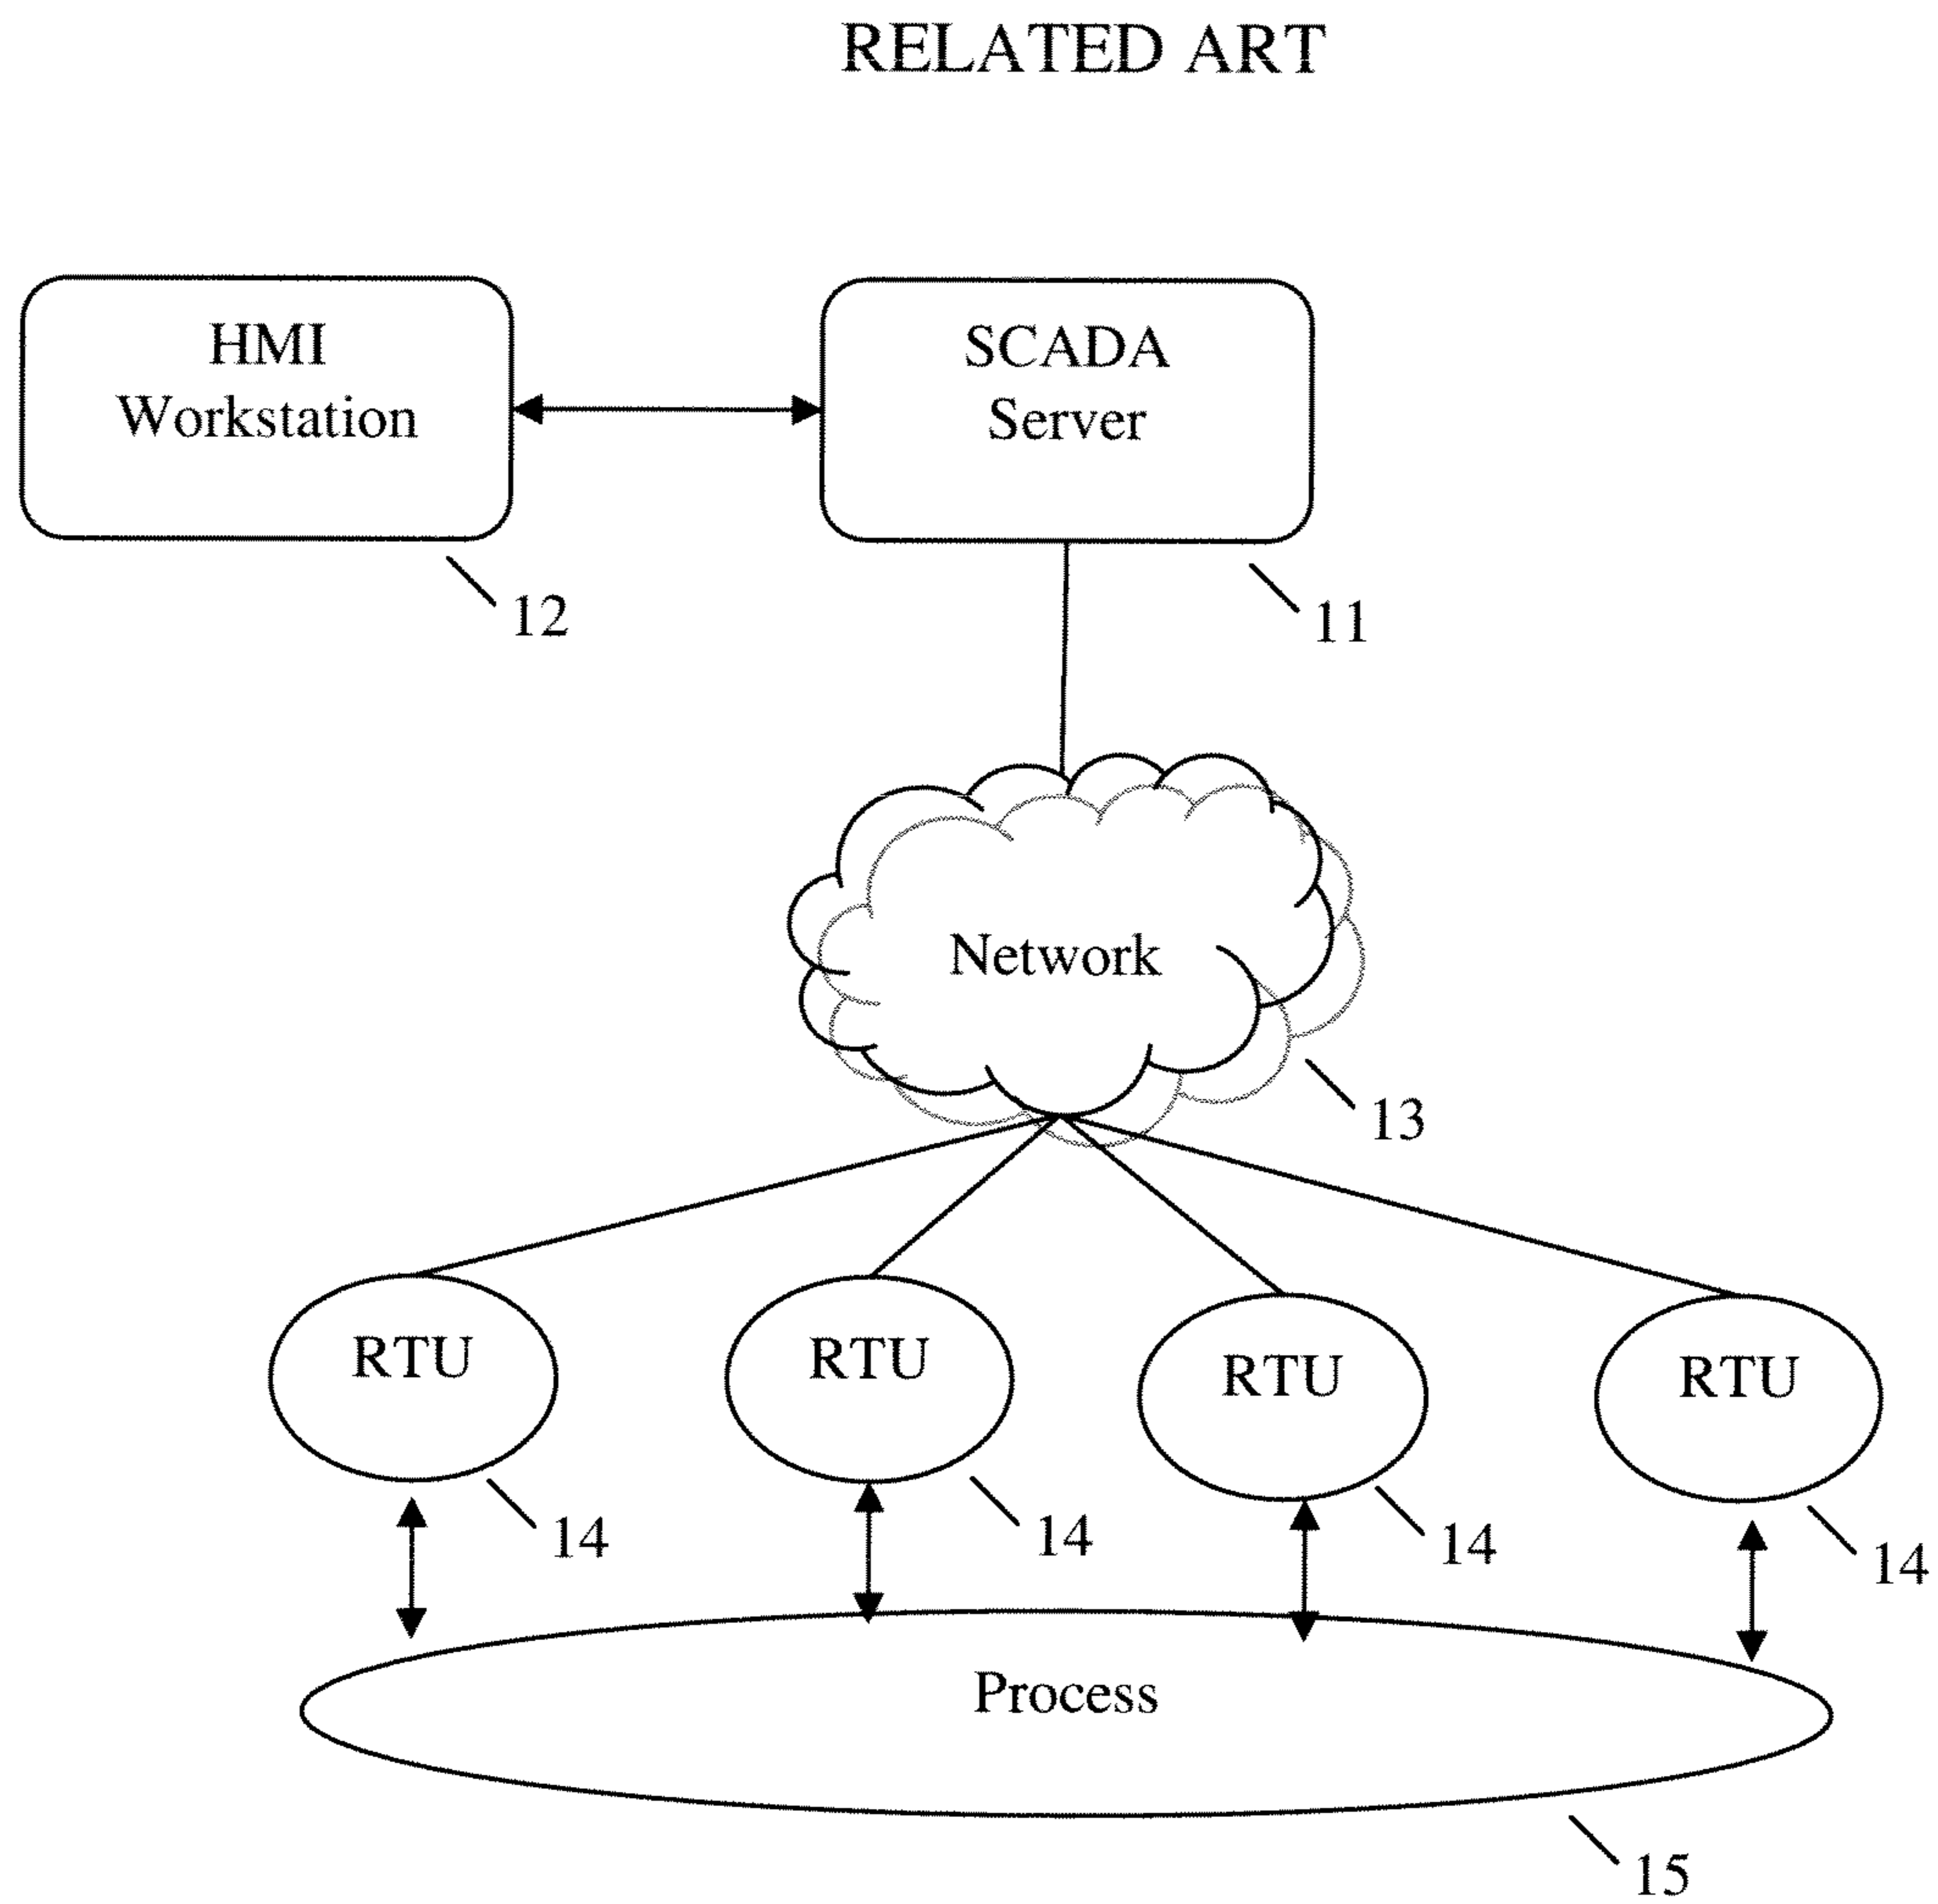 RELATED ART
HMI
Workstation
SCADA
Server
12
11
Network
13
RTU
RTU
RTU
RTU
14
14
14
14
Process
15